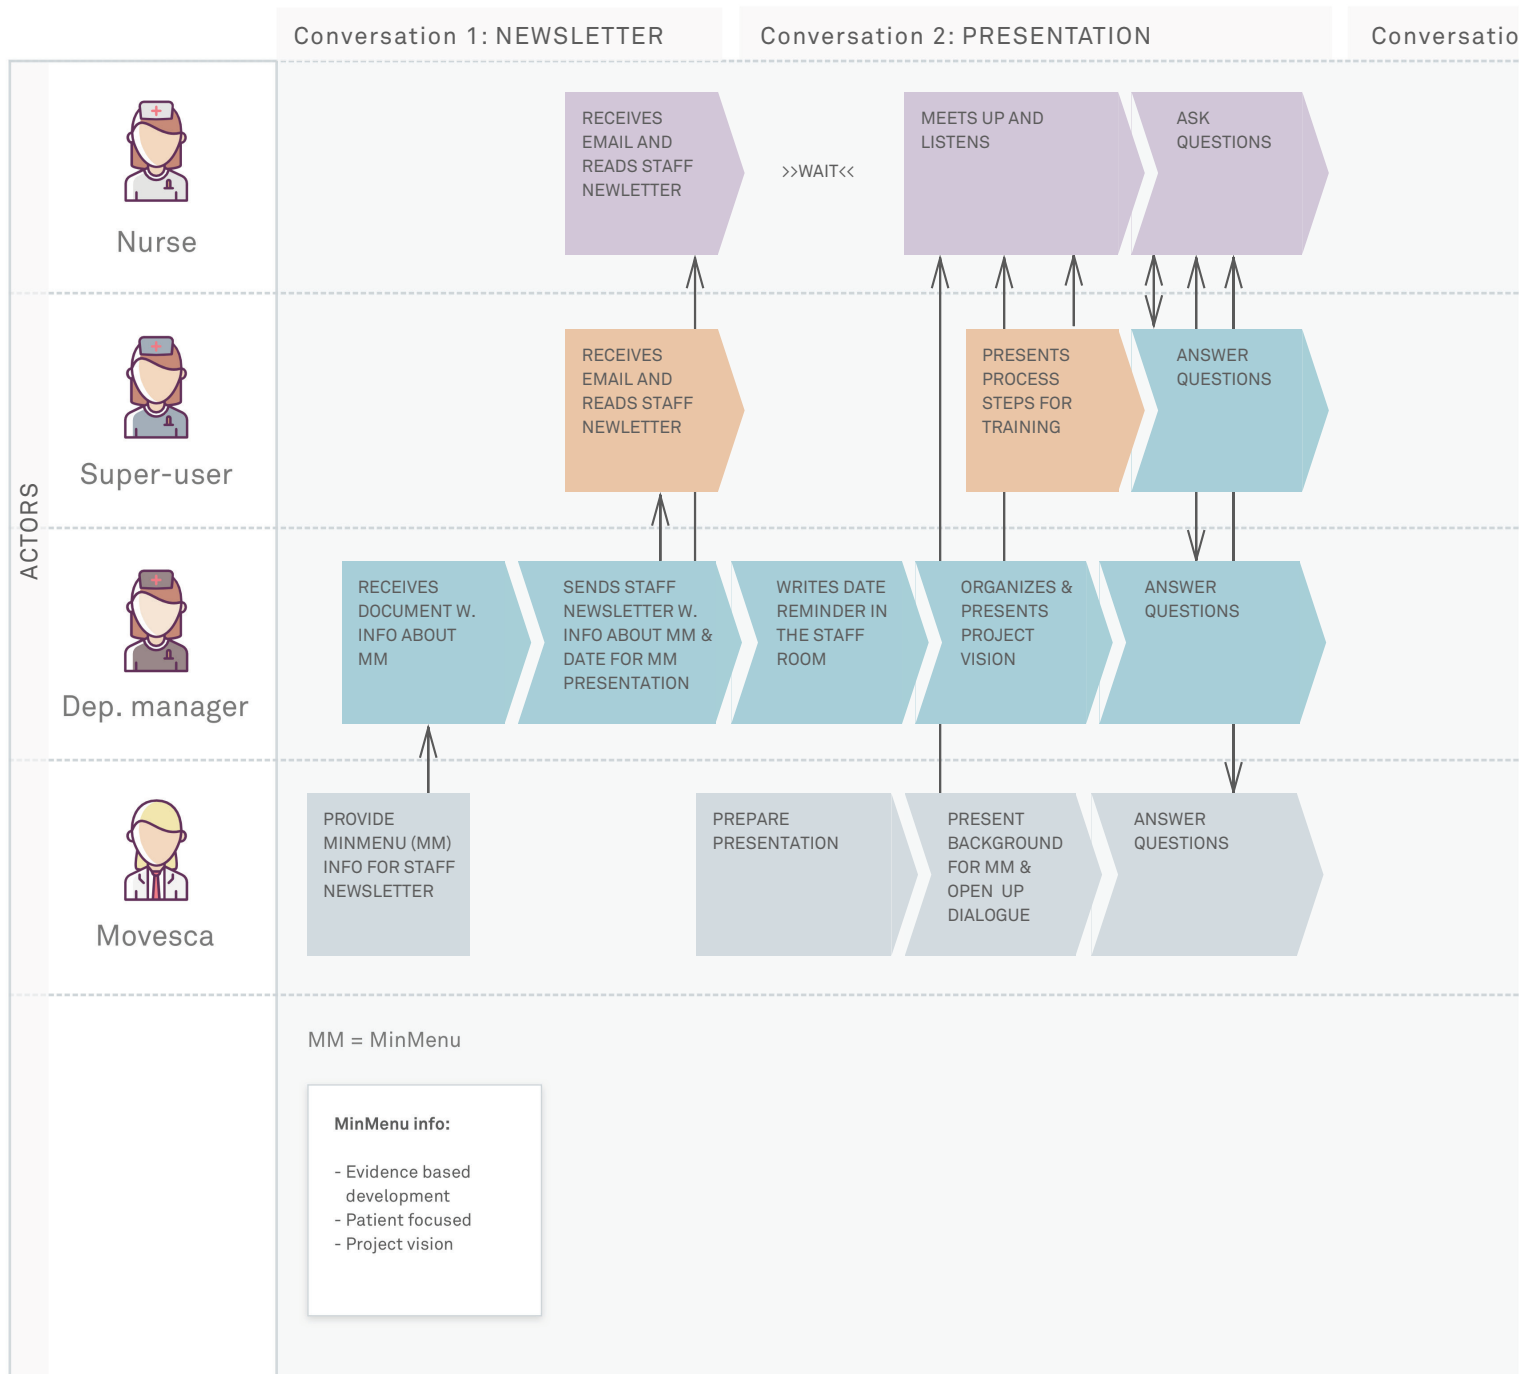 Conversation 1: NEWSLETTER
Conversation 2: PRESENTATION
Conversatio
ACTORS
Nurse
RECEIVES
EMAIL AND
READS STAFF
NEWLETTER
>>WAIT<<
MEETS UP AND
LISTENS
ASK
QUESTIONS
Super-user
RECEIVES
EMAIL AND
READS STAFF
NEWLETTER
PRESENTS
PROCESS
STEPS FOR
TRAINING
ANSWER
QUESTIONS
Dep. manager
RECEIVES
DOCUMENT W.
INFO ABOUT
MM
SENDS STAFF
NEWSLETTER W.
INFO ABOUT MM &
DATE FOR MM
PRESENTATION
WRITES DATE
REMINDER IN
THE STAFF
ROOM
ORGANIZES &
PRESENTS
PROJECT
VISION
ANSWER
QUESTIONS
Movesca
PROVIDE
MINMENU (MM)
INFO FOR STAFF
NEWSLETTER
PREPARE
PRESENTATION
PRESENT
BACKGROUND
FOR MM &
OPEN UP
DIALOGUE
ANSWER
QUESTIONS
MM = MinMenu
MinMenu info:
- Evidence based
development
- Patient focused
- Project vision